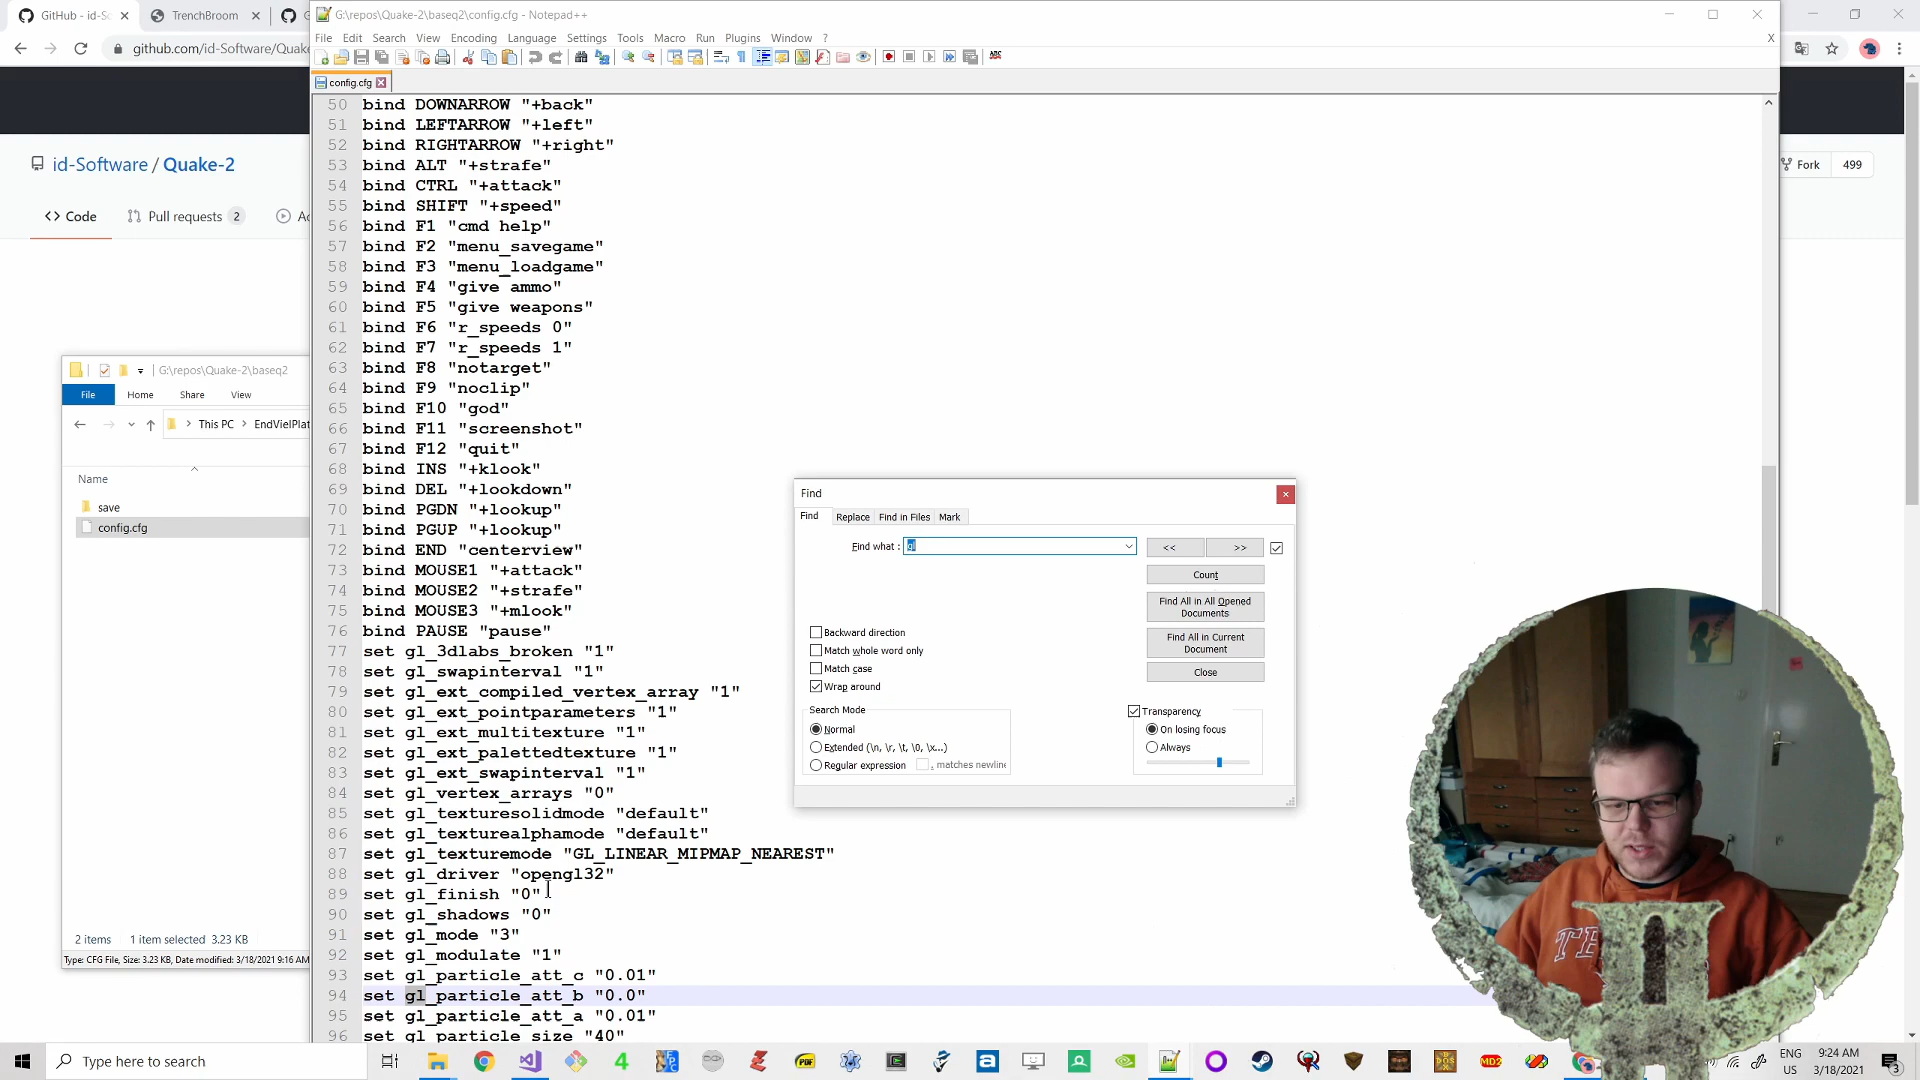 GitHub - id-So
TrenchBroom
G
G:\repos\Quake-2\baseq2\config.cfg - Notepad++
github.com/id-Software/Quake
File Edit Search View Encoding Language Settings Tools Macro Run Plugins Window ?
X
config.cfg
id-Software / Quake-2
Fork 499
Code
Pull requests 2
Ac
50 bind DOWNARROW "+back"
51 bind LEFTARROW "+left"
52 bind RIGHTARROW "+right"
53 bind ALT "+strafe"
54 bind CTRL "+attack"
55 bind SHIFT "+speed"
56 bind F1 "cmd help"
57 bind F2 "menu_savegame"
58 bind F3 "menu_loadgame"
59 bind F4 "give ammo"
60 bind F5 "give weapons"
61 bind F6 "r_speeds 0"
62 bind F7 "r_speeds 1"
63 bind F8 "notarget"
64 bind F9 "noclip"
65 bind F10 "god"
66 bind F11 "screenshot"
67 bind F12 "quit"
68 bind INS "+klook"
69 bind DEL "+lookdown"
70 bind PGDN "+lookup"
71 bind PGUP "+lookup"
72 bind END "centerview"
73 bind MOUSE1 "+attack"
74 bind MOUSE2 "+strafe"
75 bind MOUSE3 "+mlook"
76 bind PAUSE "pause"
77 set gl_3dlabs_broken "1"
78 set gl_swapinterval "1"
79 set gl_ext_compiled_vertex_array "1"
80 set gl_ext_pointparameters "1"
81 set gl_ext_multitexture "1"
82 set gl_ext_palettedtexture "1"
83 set gl_ext_swapinterval "1"
84 set gl_vertex_arrays "0"
85 set gl_texturesolidmode "default"
86 set gl_texturealphamode "default"
87 set gl_texturemode "GL_LINEAR_MIPMAP_NEAREST"
88 set gl_driver "opengl32"
89 set gl_finish "0"
90 set gl_shadows "0"
91 set gl_mode "3"
92 set gl_modulate "1"
93 set gl_particle_att_c "0.01"
94 set gl_particle_att_b "0.0"
95 set gl_particle_att_a "0.01"
96 set gl_particle_size "40"
G:\repos\Quake-2\baseq2
File Home Share View
This PC > EndVielPlat
Name
save
config.cfg
2 items 1 item selected 3.23 KB
Type: CFG File, Size: 3.23 KB, Date modified: 3/18/2021 9:16 AM
Find
Find Replace Find in Files Mark
Find what : gl
<< >>
Count
Find All in All Opened Documents
Find All in Current Document
Close
Backward direction
Match whole word only
Match case
Wrap around
Search Mode
Normal
Extended (\n, \r, \t, \0, \x...)
Regular expression
. matches newline
Transparency
On losing focus
Always
Type here to search
ENG
US
9:24 AM
3/18/2021
3